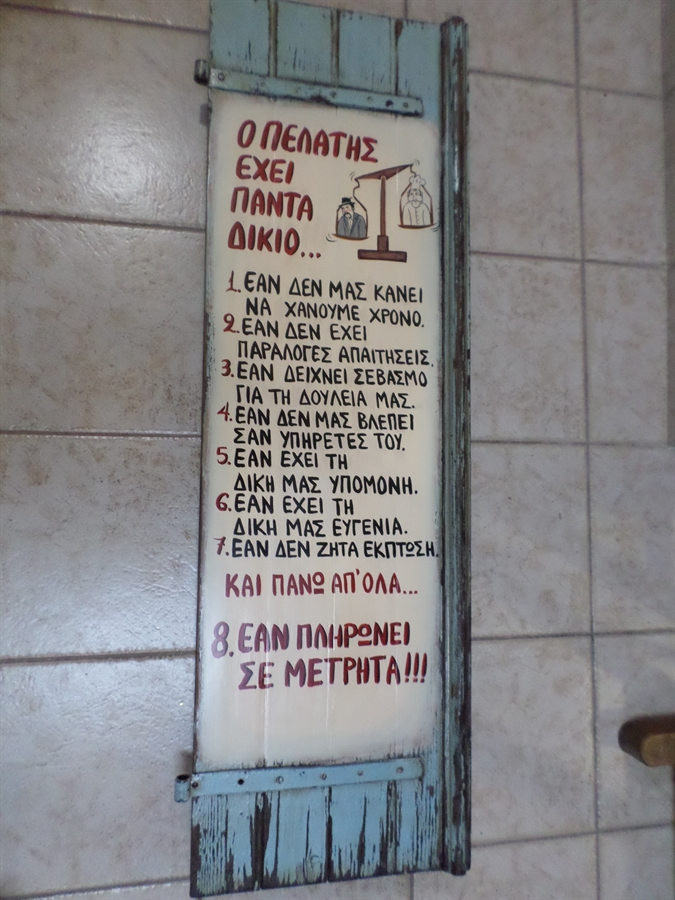 Ο ΠΕΛΑΤΗΣ
ΕΧΕΙ
ΠΑΝΤΑ
ΔΙΚΙΟ...
1. ΕΑΝ ΔΕΝ ΜΑΣ ΚΑΝΕΙ
ΝΑ ΧΑΝΟΥΜΕ ΧΡΟΝΟ.
2. ΕΑΝ ΔΕΝ ΕΧΕΙ
ΠΑΡΑΛΟΓΕΣ ΑΠΑΙΤΗΣΕΙΣ.
3. ΕΑΝ ΔΕΙΧΝΕΙ ΣΕΒΑΣΜΟ
ΓΙΑ ΤΗ ΔΟΥΛΕΙΑ ΜΑΣ.
4. ΕΑΝ ΔΕΝ ΜΑΣ ΒΛΕΠΕΙ
ΣΑΝ ΥΠΗΡΕΤΕΣ ΤΟΥ.
5. ΕΑΝ ΕΧΕΙ ΤΗ
ΔΙΚΗ ΜΑΣ ΥΠΟΜΟΝΗ.
6. ΕΑΝ ΕΧΕΙ ΤΗ
ΔΙΚΗ ΜΑΣ ΕΥΓΕΝΙΑ.
7. ΕΑΝ ΔΕΝ ΖΗΤΑ ΕΚΠΤΩΣΗ.
ΚΑΙ ΠΑΝΩ ΑΠ'ΟΛΑ...
8. ΕΑΝ ΠΛΗΡΩΝΕΙ
ΣΕ ΜΕΤΡΗΤΑ!!!